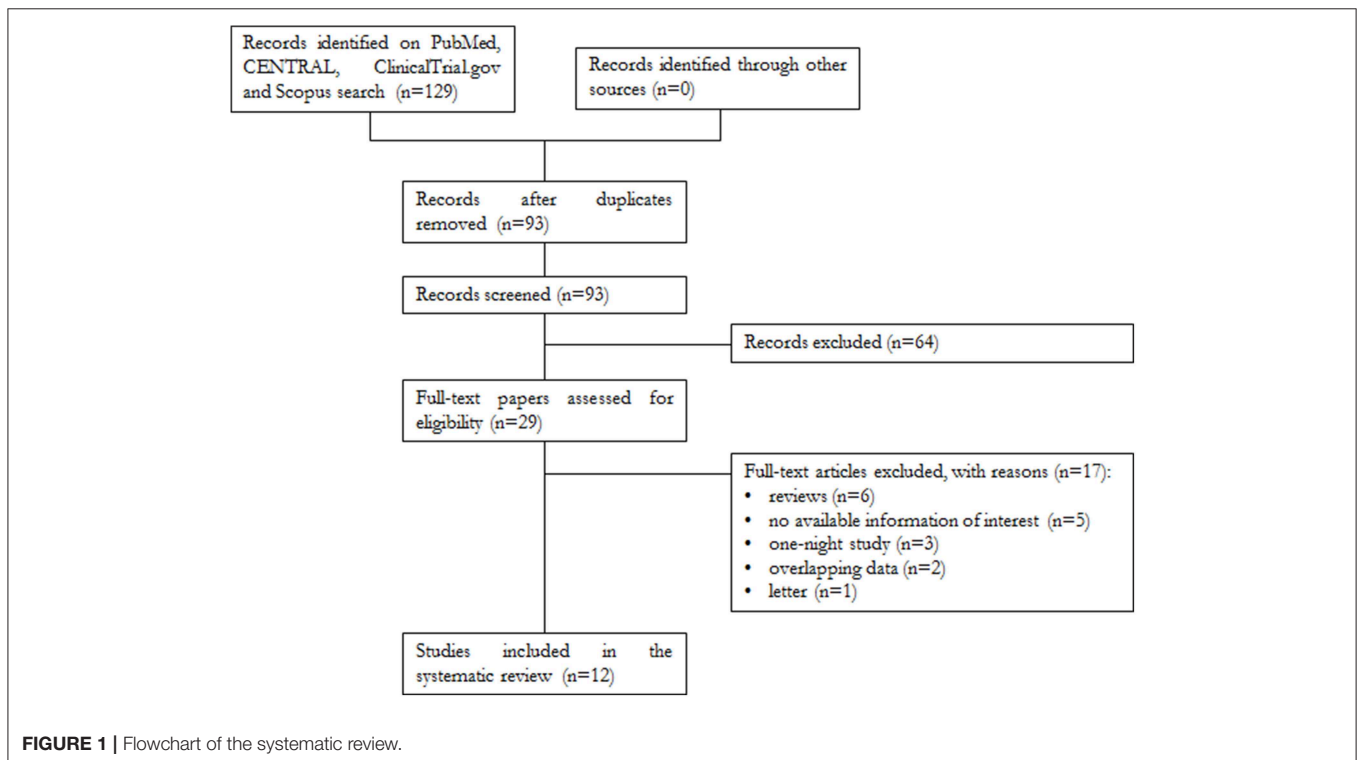 Records identified on PubMed,
CENTRAL, ClinicalTrial.gov
and Scopus search (n=129)
Records identified through other
sources (n=0)
Records after duplicates
removed (n=93)
Records screened (n=93)
Records excluded (n=64)
Full-text papers assessed for
eligibility (n=29)
Full-text articles excluded, with reasons (n=17):
• reviews (n=6)
• no available information of interest (n=5)
• one-night study (n=3)
• overlapping data (n=2)
• letter (n=1)
Studies included in the
systematic review (n=12)
FIGURE 1 | Flowchart of the systematic review.